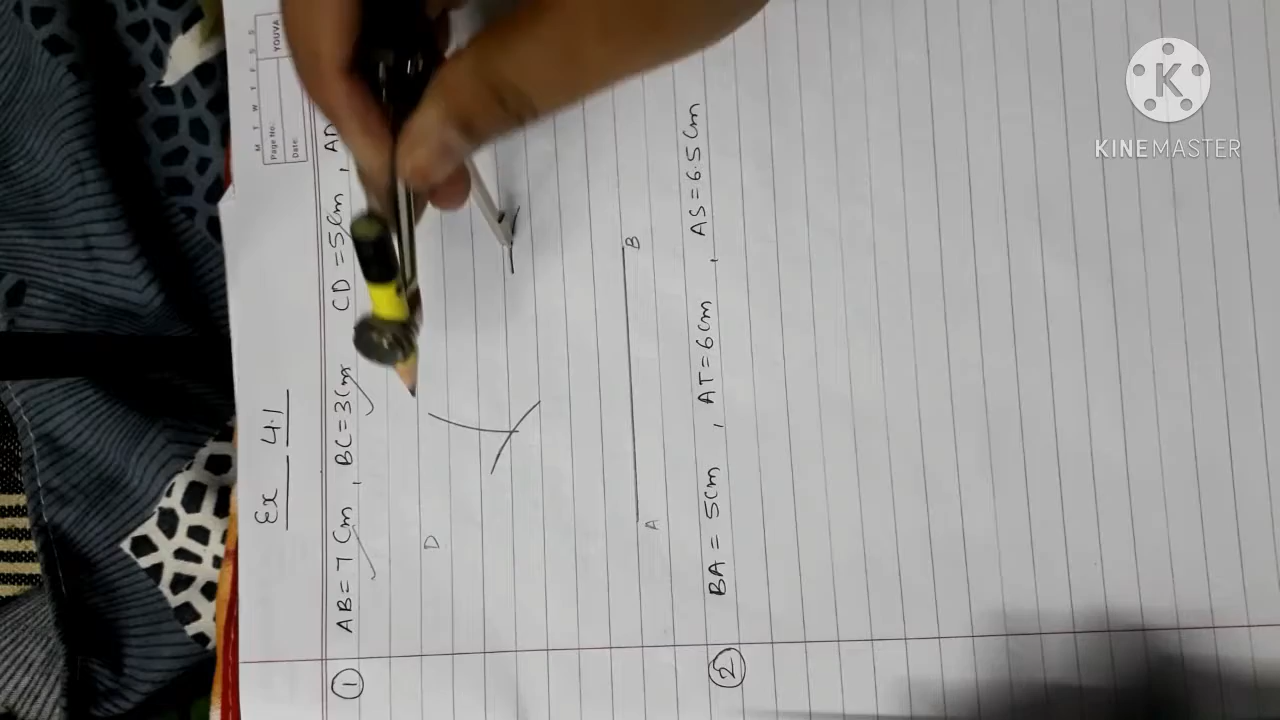 M T W T F S S
Page No.:
Date:
YOUVA
Ex 4.1
① AB = 7 Cm , BC = 3 Cm CD = 5 Cm , AD
D
A B
② BA = 5 Cm , AT = 6 Cm , AS = 6.5 Cm
K
KINEMASTER